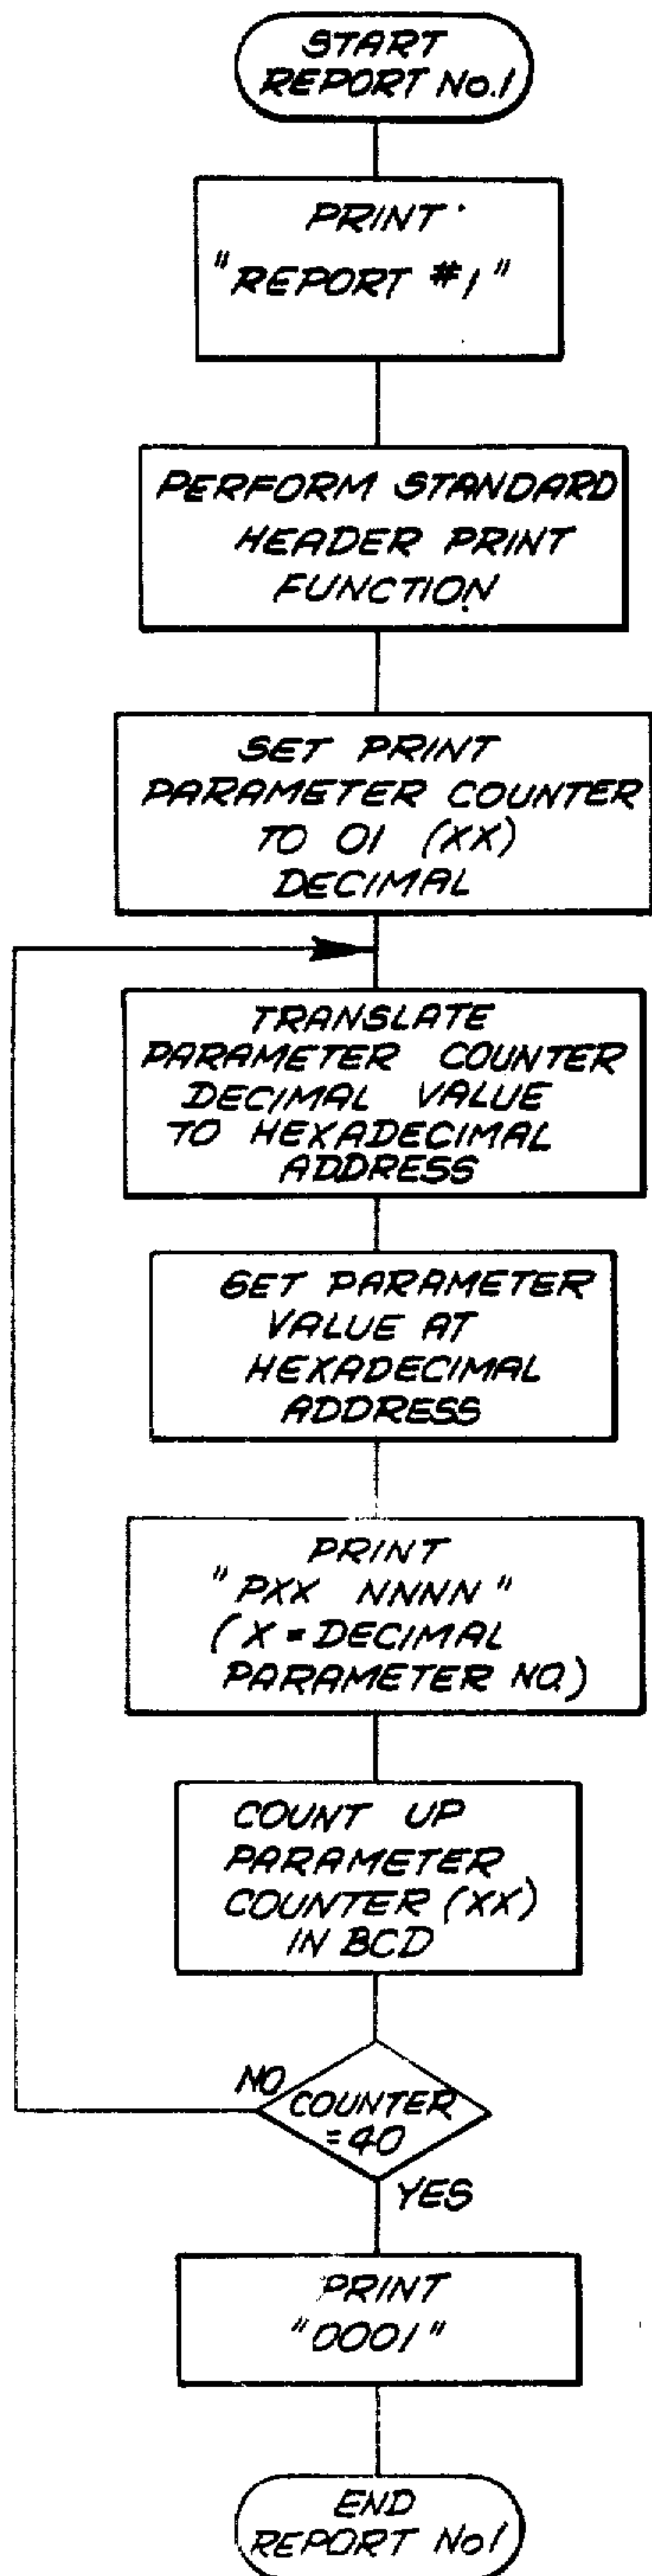 START
REPORT No.1
PRINT
"REPORT #1"
PERFORM STANDARD
HEADER PRINT
FUNCTION
SET PRINT
PARAMETER COUNTER
TO 01 (XX)
DECIMAL
TRANSLATE
PARAMETER COUNTER
DECIMAL VALUE
TO HEXADECIMAL
ADDRESS
GET PARAMETER
VALUE AT
HEXADECIMAL
ADDRESS
PRINT
"PXX NNNN"
(X = DECIMAL
PARAMETER NO.)
COUNT UP
PARAMETER
COUNTER (XX)
IN BCD
NO
COUNTER
=40
YES
PRINT
"0001"
END
REPORT No1